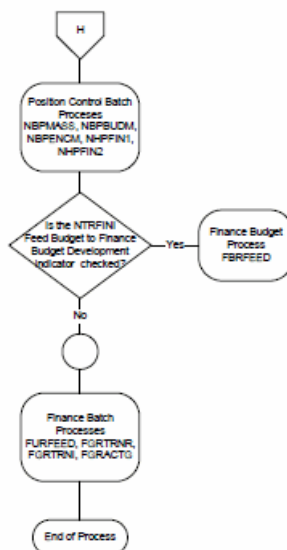 H
Position Control Batch
Proceses
NBPMASS, NBPBUDM,
NBPENCM, NHPFIN1,
NHPFIN2
Is the NTRFINI
Feed Budget to Finance
Budget Development
Indicator checked?
Yes
Finance Budget
Process
FBRFEED
No
Finance Batch
Processes
FURFEED, FGRTRNR,
FGRTRNI, FGRACTG
End of Process